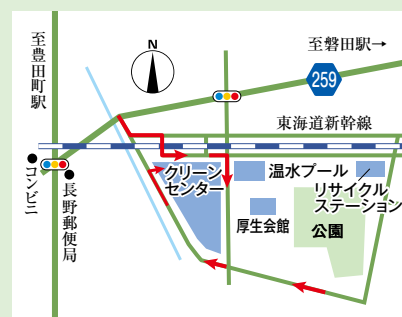 至豊田町駅
N
至磐田駅→
259
東海道新幹線
コンビニ
長野郵便局
クリーン
センター
温水プール
リサイクル
ステーション
厚生会館
公園